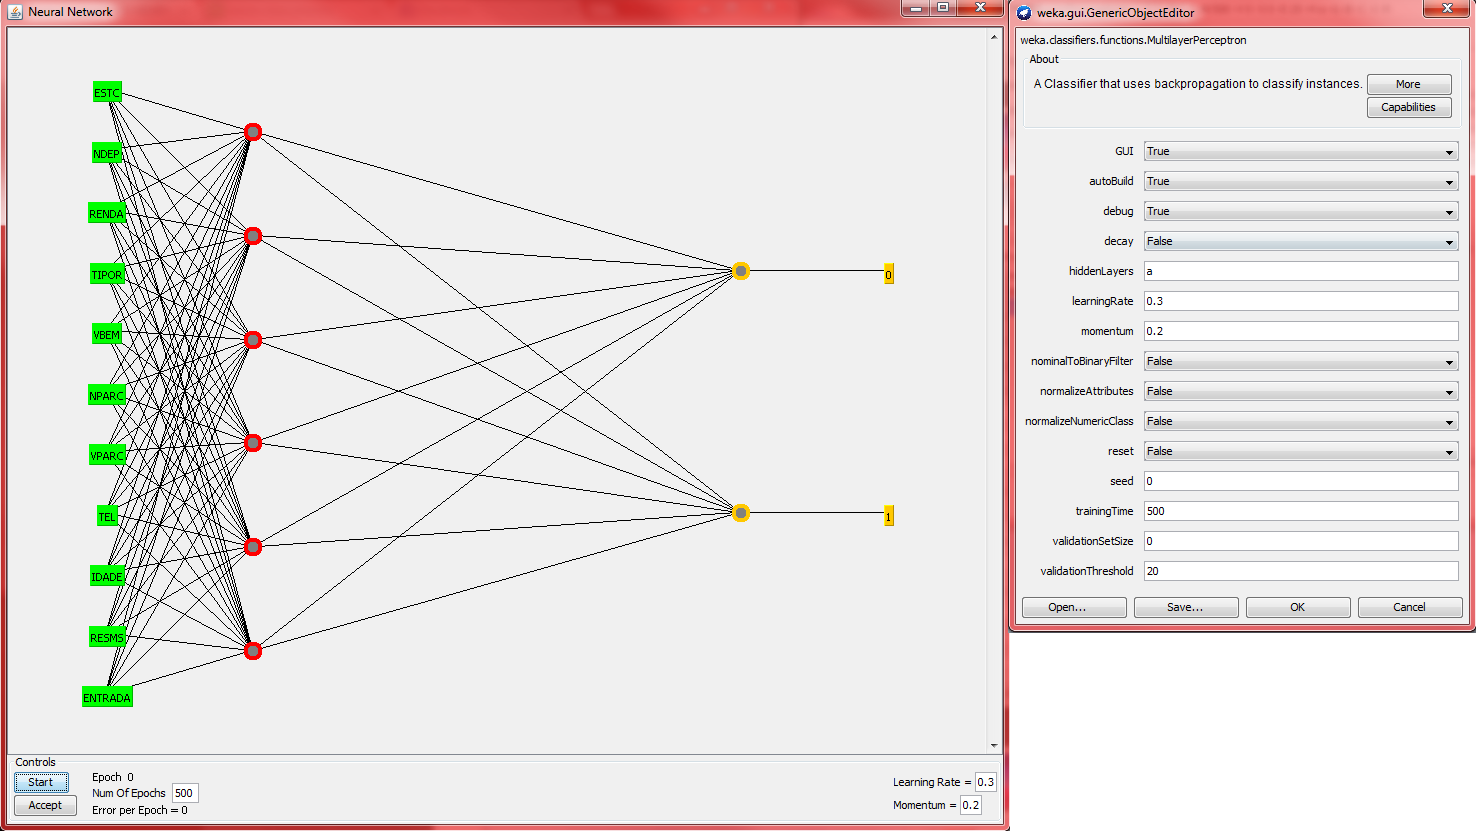 Neural Network
ESTC
NDEP
RENDA
TIPOR
VBEM
NPARC
VPARC
TEL
IDADE
RESMS
ENTRADA
0
1
Controls
Start
Accept
Epoch 0
Num Of Epochs 500
Error per Epoch = 0
Learning Rate = 0.3
Momentum = 0.2
weka.gui.GenericObjectEditor
weka.classifiers.functions.MultilayerPerceptron
About
A Classifier that uses backpropagation to classify instances.
More
Capabilities
GUI True
autoBuild True
debug True
decay False
hiddenLayers a
learningRate 0.3
momentum 0.2
nominalToBinaryFilter False
normalizeAttributes False
normalizeNumericClass False
reset False
seed 0
trainingTime 500
validationSetSize 0
validationThreshold 20
Open... Save... OK Cancel